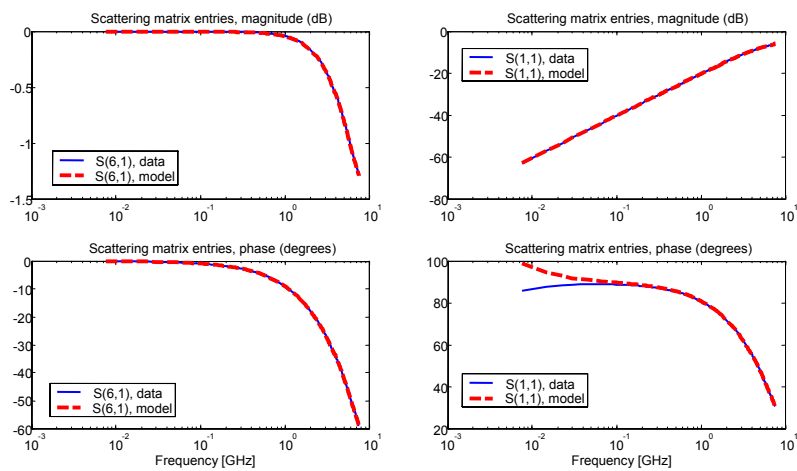 Scattering matrix entries, magnitude (dB)
0
-0.5
-1
-1.5
S(6,1), data
S(6,1), model
10-3
10-2
10-1
100
101
Scattering matrix entries, magnitude (dB)
0
-20
-40
-60
-80
S(1,1), data
S(1,1), model
10-3
10-2
10-1
100
101
Scattering matrix entries, phase (degrees)
0
-10
-20
-30
-40
-50
-60
S(6,1), data
S(6,1), model
10-3
10-2
10-1
100
101
Frequency [GHz]
Scattering matrix entries, phase (degrees)
100
80
60
40
20
S(1,1), data
S(1,1), model
10-3
10-2
10-1
100
101
Frequency [GHz]